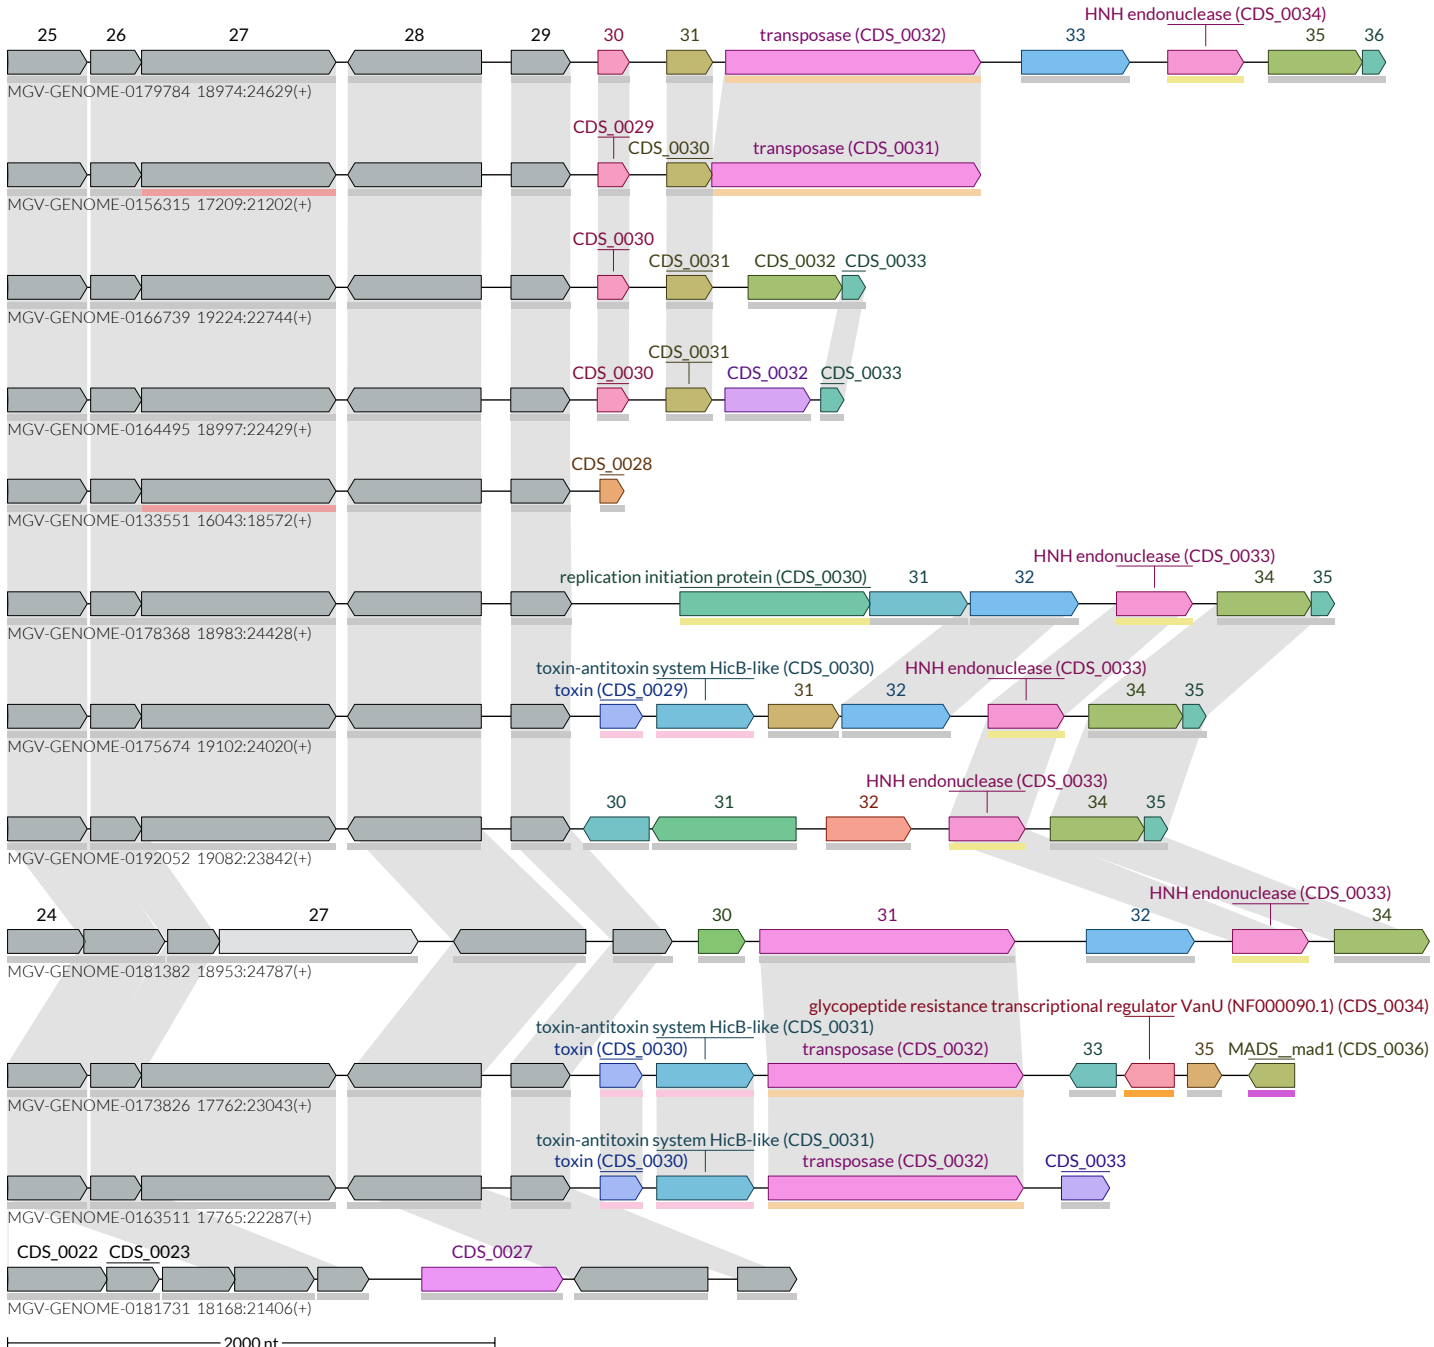 HNH endonuclease (CDS_0034)
25 26 27 28 29 30 31 transposase (CDS_0032) 33 35 36
MGV-GENOME-0179784 18974:24629(+)
CDS_0029
CDS_0030 transposase (CDS_0031)
MGV-GENOME-0156315 17209:21202(+)
CDS_0030
CDS_0031 CDS_0032 CDS_0033
MGV-GENOME-0166739 19224:22744(+)
CDS_0031
CDS_0030 CDS_0032 CDS_0033
MGV-GENOME-0164495 18997:22429(+)
CDS_0028
MGV-GENOME-0133551 16043:18572(+)
HNH endonuclease (CDS_0033)
replication initiation protein (CDS_0030) 31 32 34 35
MGV-GENOME-0178368 18983:24428(+)
toxin-antitoxin system HicB-like (CDS_0030) HNH endonuclease (CDS_0033)
toxin (CDS_0029) 31 32 34 35
MGV-GENOME-0175674 19102:24020(+)
HNH endonuclease (CDS_0033)
30 31 32 34 35
MGV-GENOME-0192052 19082:23842(+)
HNH endonuclease (CDS_0033)
24 27 30 31 32 34
MGV-GENOME-0181382 18953:24787(+)
glycopeptide resistance transcriptional regulator VanU (NF000090.1) (CDS_0034)
toxin-antitoxin system HicB-like (CDS_0031)
toxin (CDS_0030) transposase (CDS_0032) 33 35 MADS__mad1 (CDS_0036)
MGV-GENOME-0173826 17762:23043(+)
toxin-antitoxin system HicB-like (CDS_0031)
toxin (CDS_0030) transposase (CDS_0032) CDS_0033
MGV-GENOME-0163511 17765:22287(+)
CDS_0022 CDS_0023 CDS_0027
MGV-GENOME-0181731 18168:21406(+)
2000 nt